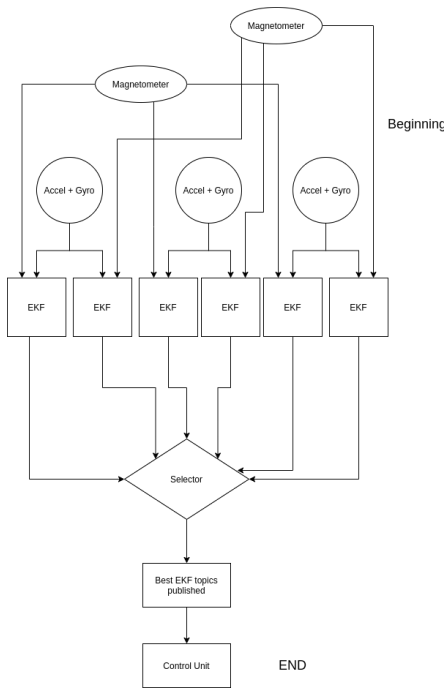 Magnetometer
Magnetometer
Beginning
Accel + Gyro
Accel + Gyro
Accel + Gyro
EKF
EKF
EKF
EKF
EKF
EKF
Selector
Best EKF topics
published
Control Unit
END